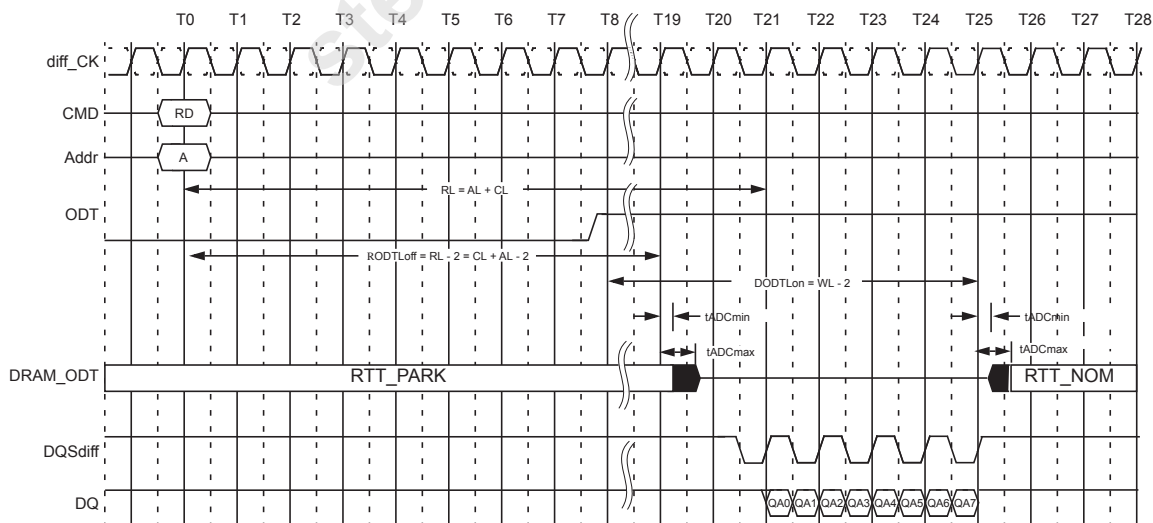 T0 T1 T2 T3 T4 T5 T6 T7 T8 T19 T20 T21 T22 T23 T24 T25 T26 T27 T28
diff_CK
CMD RD
Addr A
RL = AL + CL
ODT
RODTLoff = RL - 2 = CL + AL - 2
DODTLon = WL - 2
tADCmin tADCmin
tADCmax tADCmax
DRAM_ODT RTT_PARK RTT_NOM
DQSdiff
DQ QA0 QA1 QA2 QA3 QA4 QA5 QA6 QA7